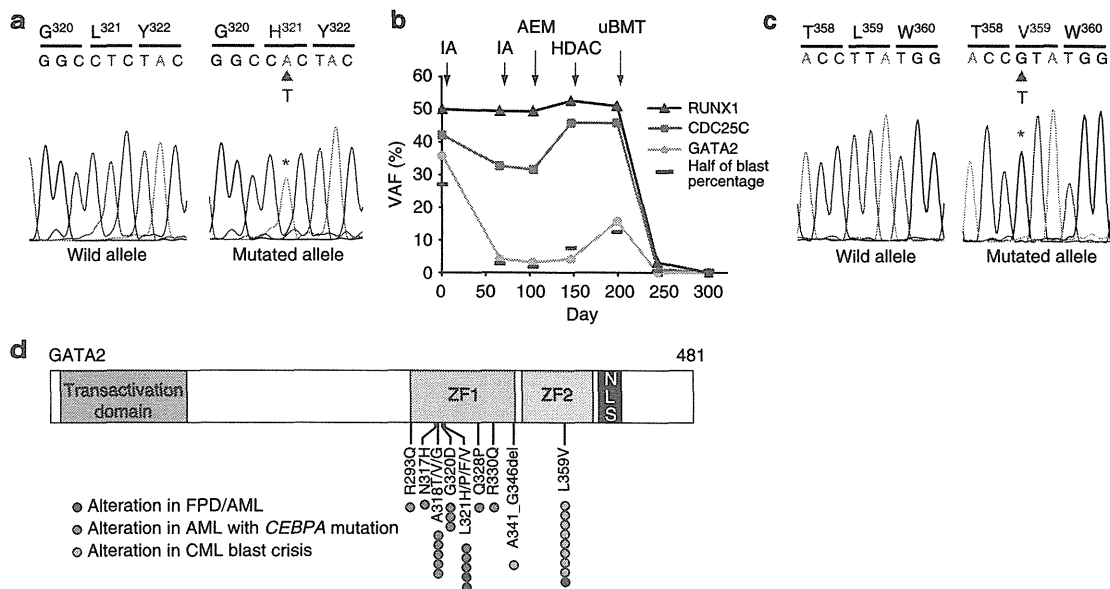 a
G320 L321 Y322
G G C C T C T A C
G320 H321 Y322
G G C C A C T A C
T
*
Wild allele
Mutated allele
b
IA IA AEM HDAC uBMT
VAF (%)
60
50
40
30
20
10
0
0 50 100 150 200 250 300
Day
RUNX1
CDC25C
GATA2
Half of blast
percentage
c
T358 L359 W360
A C C T T A T G G
T358 V359 W360
A C C G T A T G G
T
*
Wild allele
Mutated allele
d
GATA2
481
Transactivation
domain
ZF1
ZF2
NLS
R293Q
N317H
A318T/V/G
G320D
L321H/P/F/V
Q328P
R330Q
A341_G346del
L359V
Alteration in FPD/AML
Alteration in AML with CEBPA mutation
Alteration in CML blast crisis